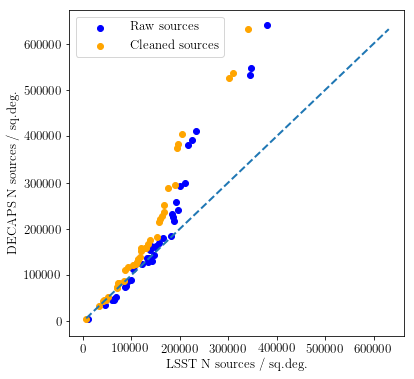 Raw sources
Cleaned sources
600000
500000
400000
300000
200000
100000
0
DECAPS N sources / sq.deg.
0 100000 200000 300000 400000 500000 600000
LSST N sources / sq.deg.